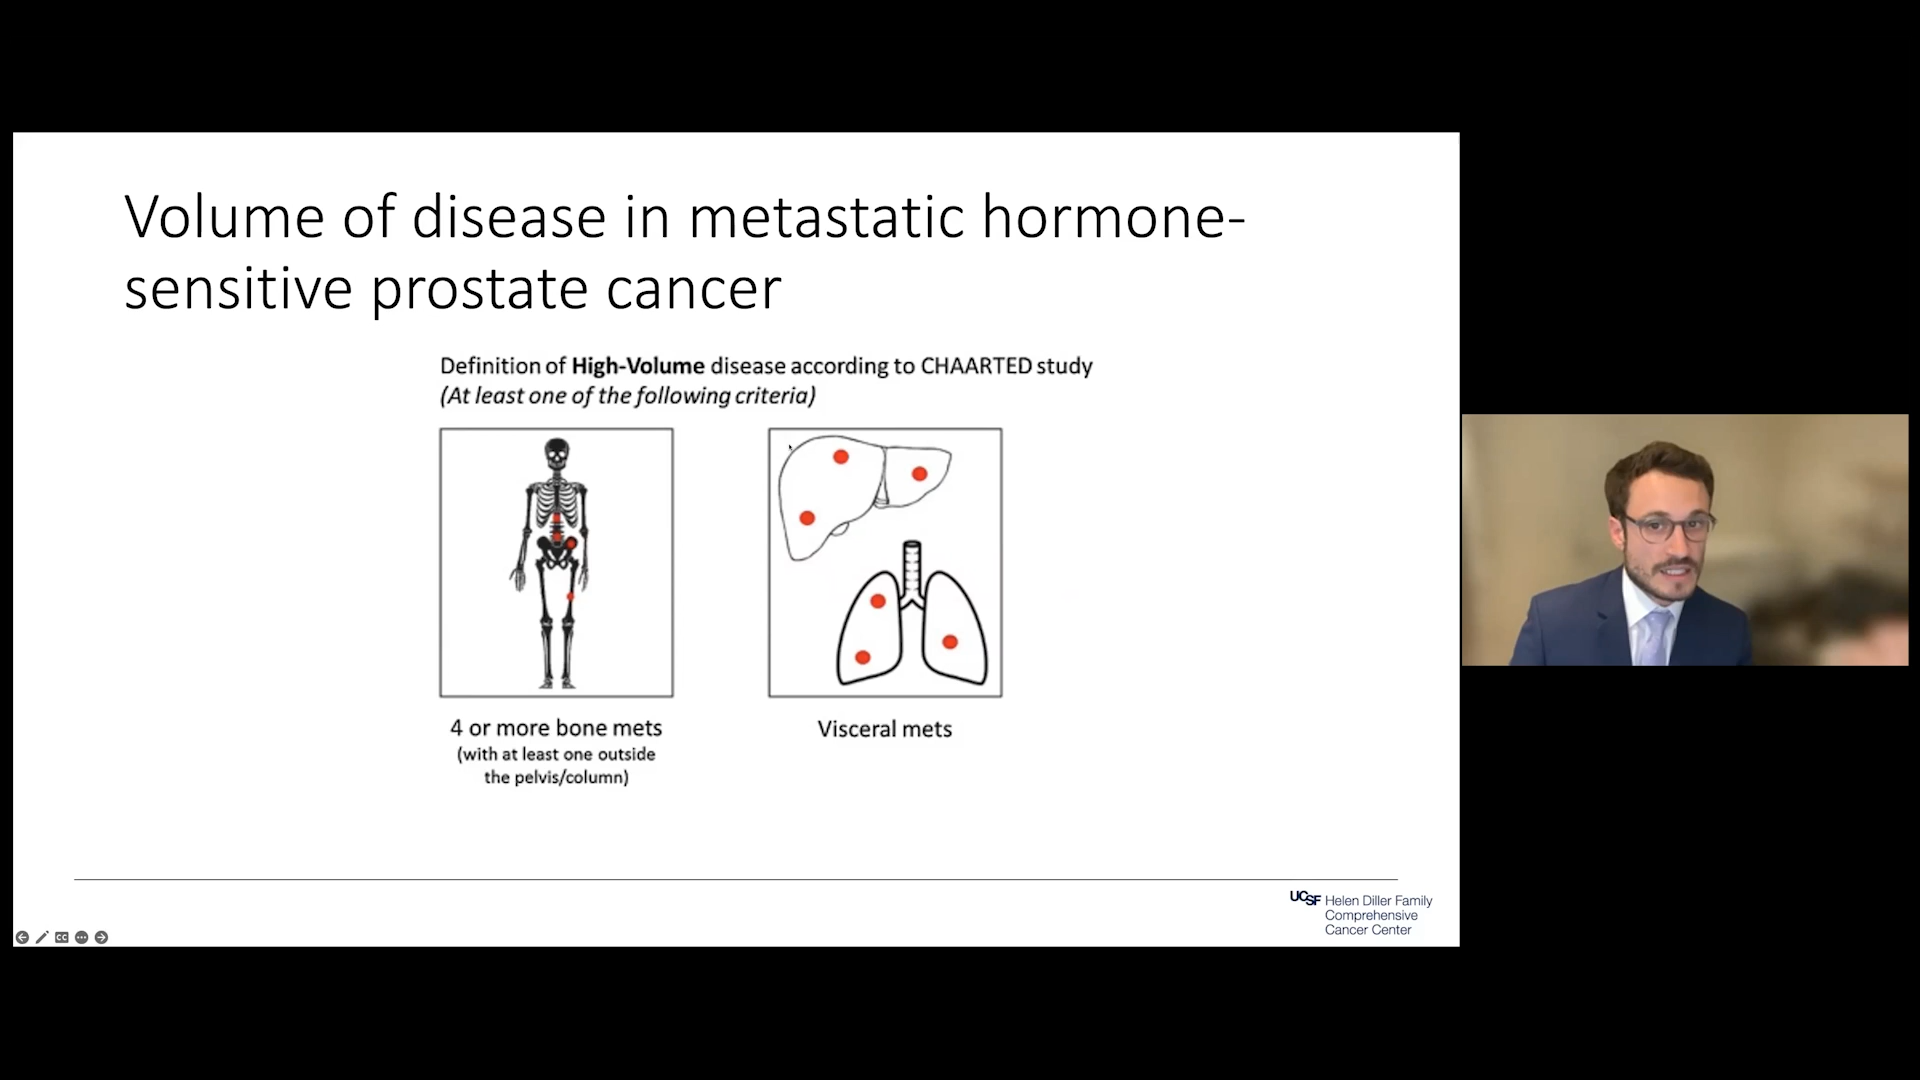 Volume of disease in metastatic hormone-
sensitive prostate cancer
Definition of High-Volume disease according to CHAARTED study
(At least one of the following criteria)
4 or more bone mets
(with at least one outside
the pelvis/column)
Visceral mets
UCSF Helen Diller Family
Comprehensive
Cancer Center
CC